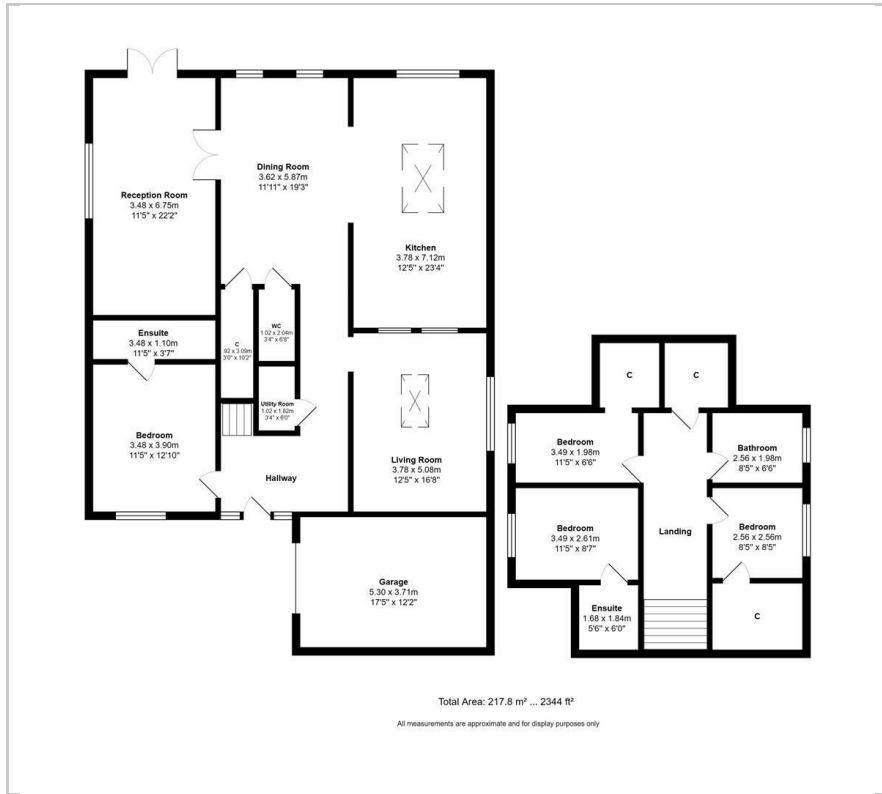 Reception Room
3.48 x 6.75m
11'5" x 22'2"
Dining Room
3.62 x 5.87m
11'11" x 19'3"
Kitchen
3.78 x 7.12m
12'5" x 23'4"
Ensuite
3.48 x 1.10m
11'5" x 3'7"
C
.92 x 3.09m
3'0" x 10'2"
WC
1.02 x 2.04m
3'4" x 6'8"
Utility Room
1.02 x 1.82m
3'4" x 6'0"
Bedroom
3.48 x 3.90m
11'5" x 12'10"
Hallway
Living Room
3.78 x 5.08m
12'5" x 16'8"
Garage
5.30 x 3.71m
17'5" x 12'2"
C
C
Bedroom
3.49 x 1.98m
11'5" x 6'6"
Bathroom
2.56 x 1.98m
8'5" x 6'6"
Bedroom
3.49 x 2.61m
11'5" x 8'7"
Landing
Bedroom
2.56 x 2.56m
8'5" x 8'5"
Ensuite
1.68 x 1.84m
5'6" x 6'0"
C
Total Area: 217.8 m² ... 2344 ft²
All measurements are approximate and for display purposes only